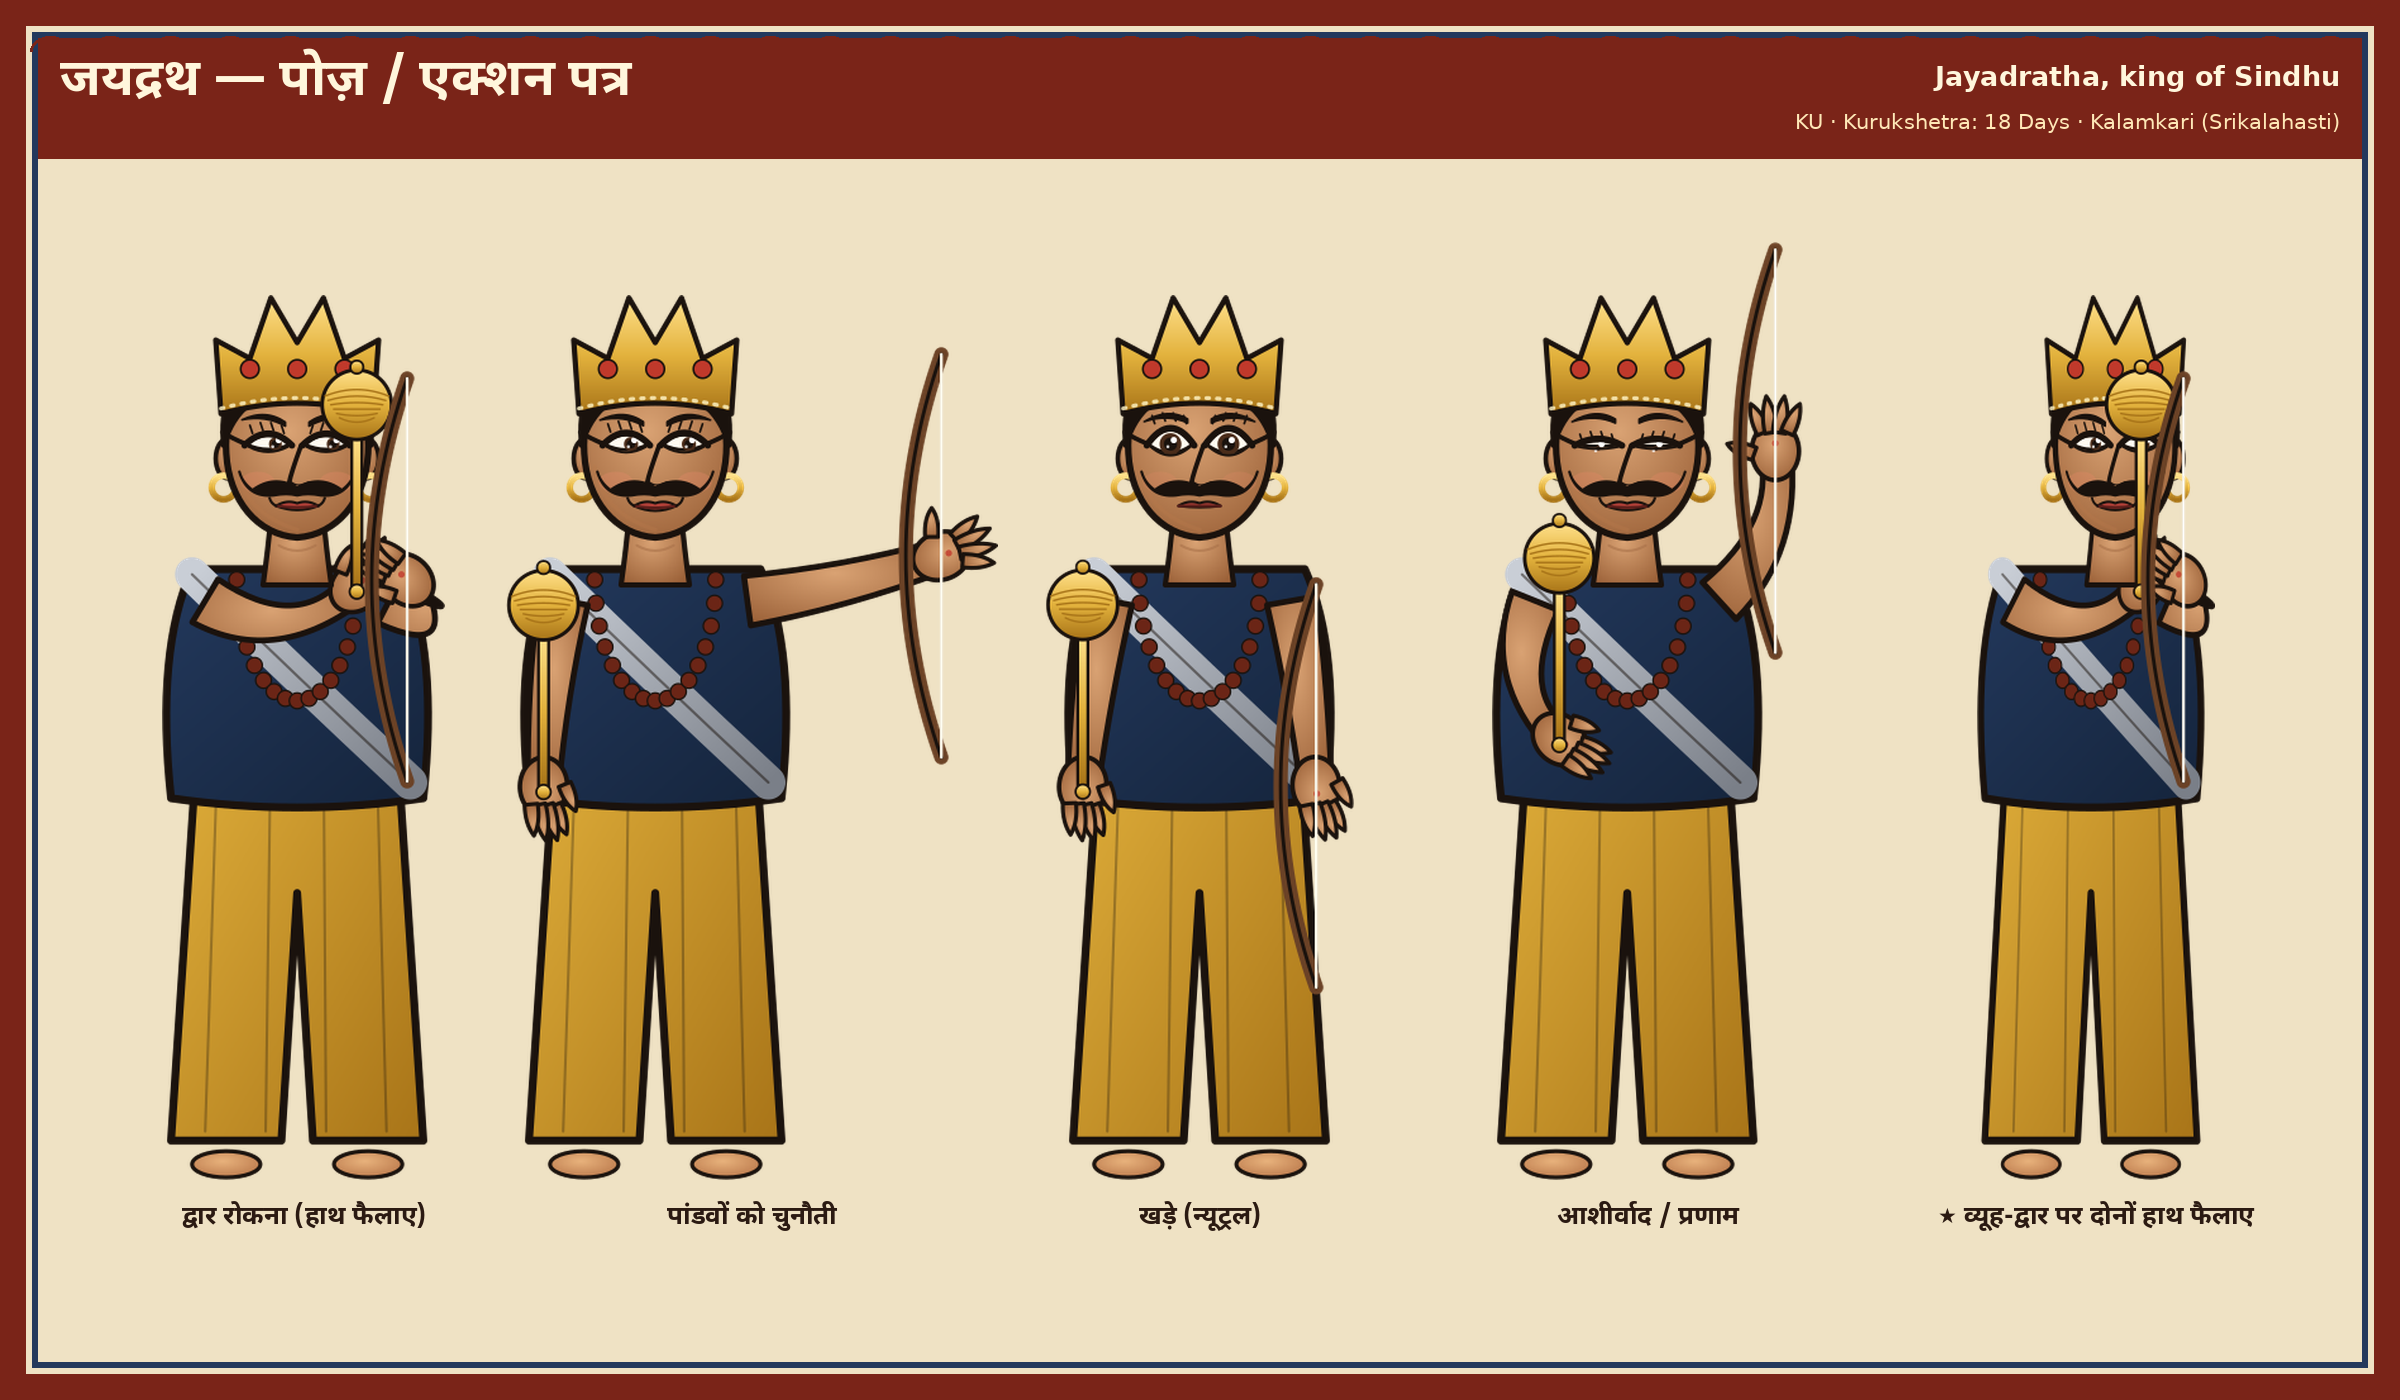 जयद्रथ — पोज़ / एक्शन पत्र
Jayadratha, king of Sindhu
KU · Kurukshetra: 18 Days · Kalamkari (Srikalahasti)
द्वार रोकना (हाथ फैलाए)
पांडवों को चुनौती
खड़े (न्यूट्रल)
आशीर्वाद / प्रणाम
★ व्यूह-द्वार पर दोनों हाथ फैलाए